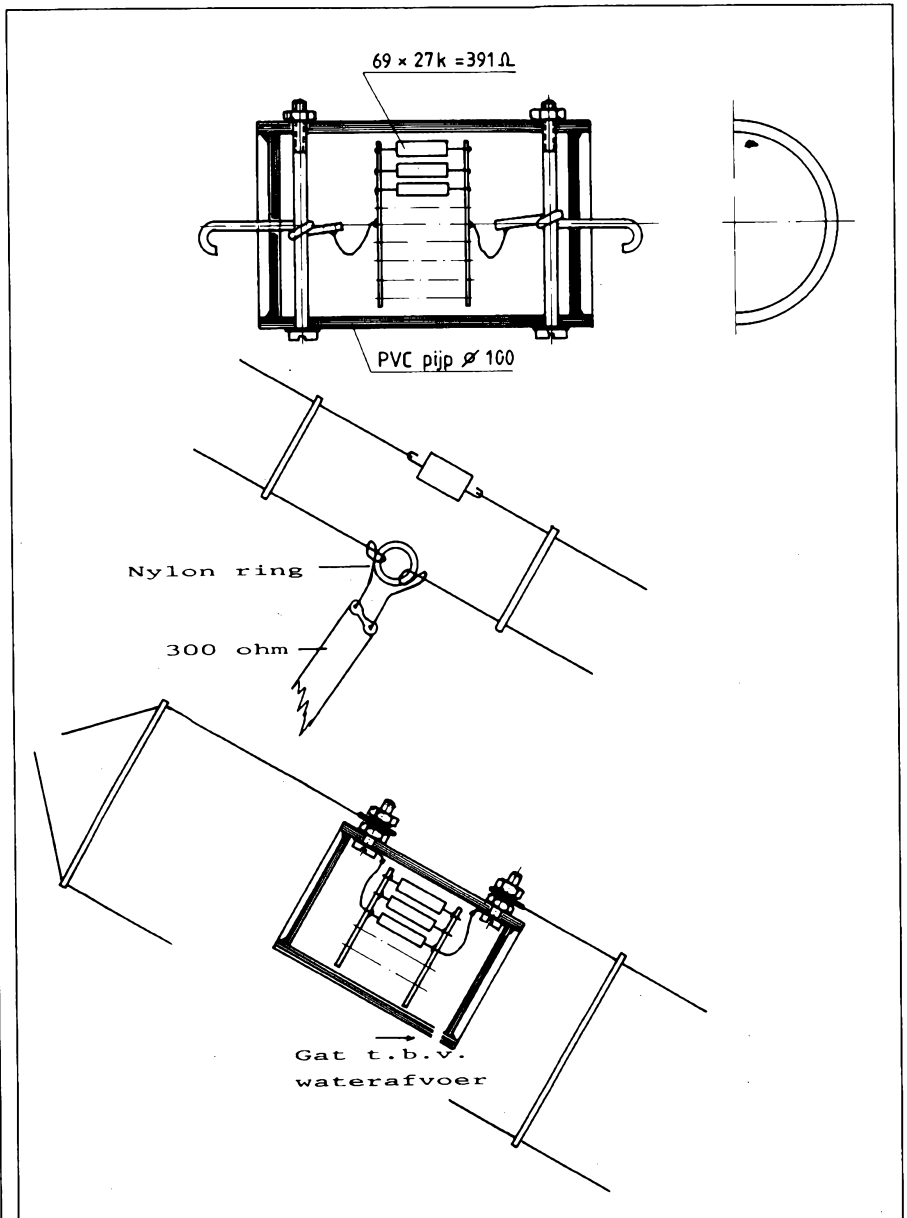 69 × 27k =391Ω
PVC pijp ⌀ 100
Nylon ring
300 ohm
Gat t.b.v.
waterafvoer